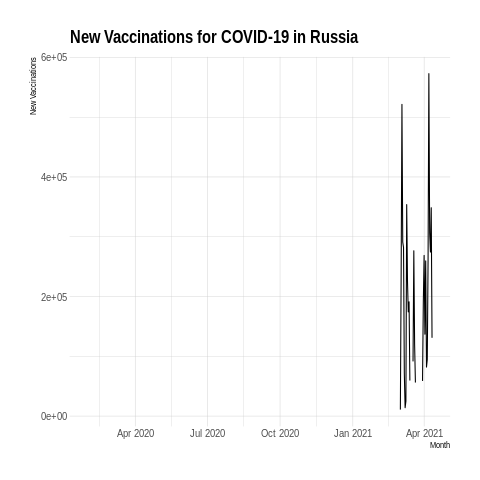 New Vaccinations for COVID-19 in Russia
New Vaccinations
6e+05
4e+05
2e+05
0e+00
Apr 2020 Jul 2020 Oct 2020 Jan 2021 Apr 2021
Month